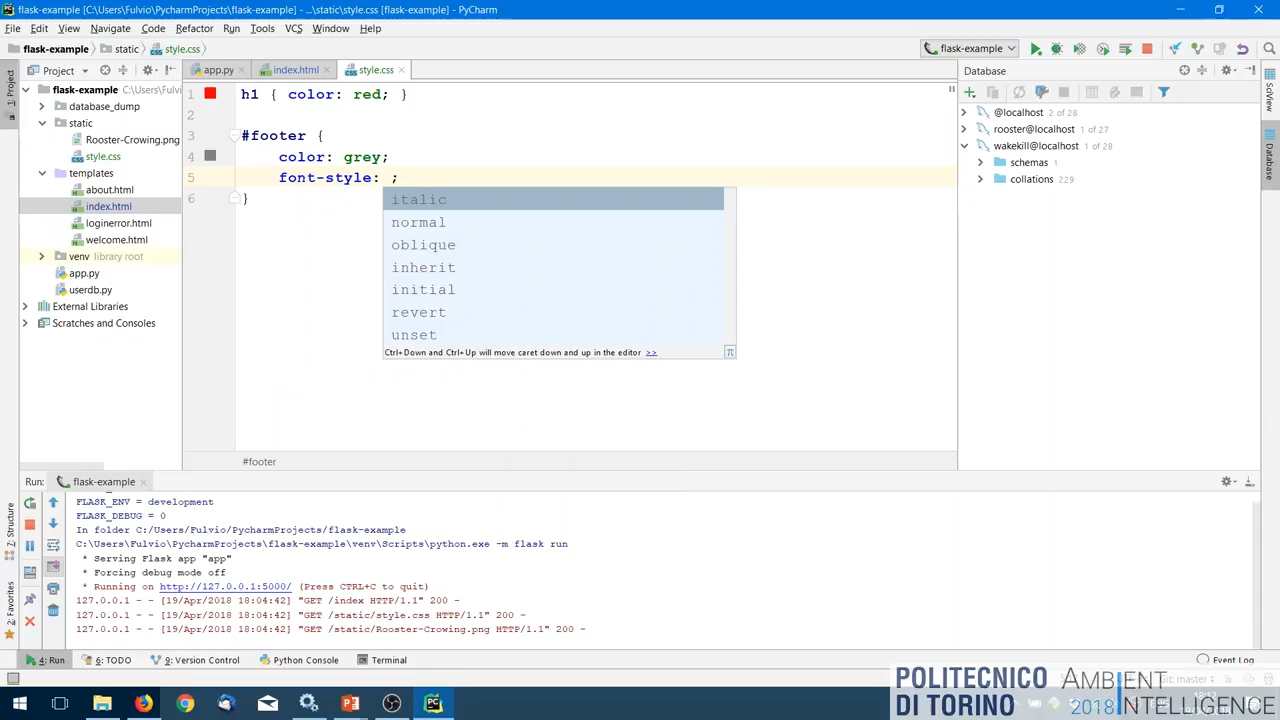 flask-example [C:\Users\Fulvio\PycharmProjects\flask-example] - ...\static\style.css [flask-example] - PyCharm
File Edit View Navigate Code Refactor Run Tools VCS Window Help
flask-example static style.css flask-example
1: Project Project app.py index.html style.css Database
flask-example C:\Users\Fulvi
database_dump
static
Rooster-Crowing.png
style.css
templates
about.html
index.html
loginerror.html
welcome.html
venv library root
app.py
userdb.py
External Libraries
Scratches and Consoles
1 h1 { color: red; }
2
3 #footer {
4 color: grey;
5 font-style: ;
6 }
italic
normal
oblique
inherit
initial
revert
unset
Ctrl+Down and Ctrl+Up will move caret down and up in the editor >> π
#footer
@localhost 2 of 28
rooster@localhost 1 of 27
wakekill@localhost 1 of 28
schemas
collations 229
SciView
Database
Run: flask-example
FLASK_ENV = development
FLASK_DEBUG = 0
In folder C:/Users/Fulvio/PycharmProjects/flask-example
C:\Users\Fulvio\PycharmProjects\flask-example\venv\Scripts\python.exe -m flask run
* Serving Flask app "app"
* Forcing debug mode off
* Running on http://127.0.0.1:5000/ (Press CTRL+C to quit)
127.0.0.1 - - [19/Apr/2018 18:04:42] "GET /index HTTP/1.1" 200 -
127.0.0.1 - - [19/Apr/2018 18:04:42] "GET /static/style.css HTTP/1.1" 200 -
127.0.0.1 - - [19/Apr/2018 18:04:42] "GET /static/Rooster-Crowing.png HTTP/1.1" 200 -
Z: Structure
2: Favorites
4: Run 6: TODO 9: Version Control Python Console Terminal Event Log
POLITECNICO
DI TORINO
AMBIENT
INTELLIGENCE
2018
PC